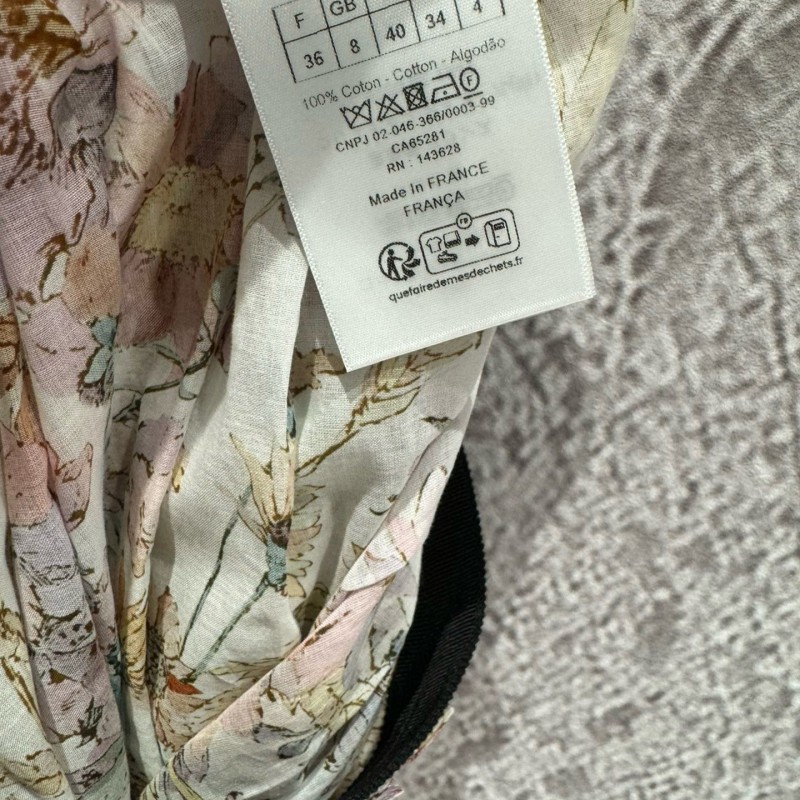 F GB
36 8 40 34 4
100% Coton - Cotton - Algodão
F
CNPJ 02-046-366/0003-99
CA65281
RN : 143628
Made In FRANCE
FRANÇA
FR
quefairedemesdechets.fr